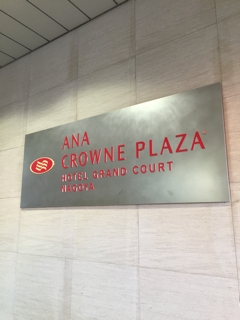 ANA
CROWNE PLAZA
HOTEL GRAND COURT
NAGOYA